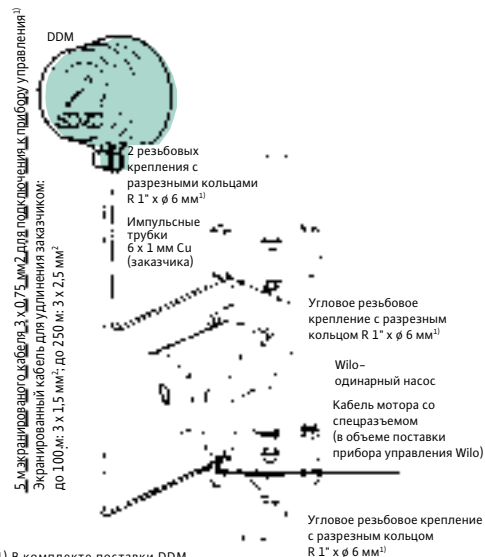 DDM
5 м экранированого кабеля 3 x 0,75 мм2 для подключения к прибору управления1)
Экранированный кабель для удлинения заказчиком:
до 100 м: 3 x 1,5 мм²; до 250 м: 3 x 2,5 мм²
2 резьбовых
крепления с
разрезными кольцами
R 1" x ø 6 мм1)
Импульсные
трубки
6 x 1 мм Cu
(заказчика)
Угловое резьбовое
крепление с разрезным
кольцом R 1" x ø 6 мм1)
Wilo–
одинарный насос
Кабель мотора со
спецразъемом
(в объеме поставки
прибора управления Wilo)
Угловое резьбовое крепление
с разрезным кольцом
R 1" x ø 6 мм1)
1) В комплекте поставки DDM